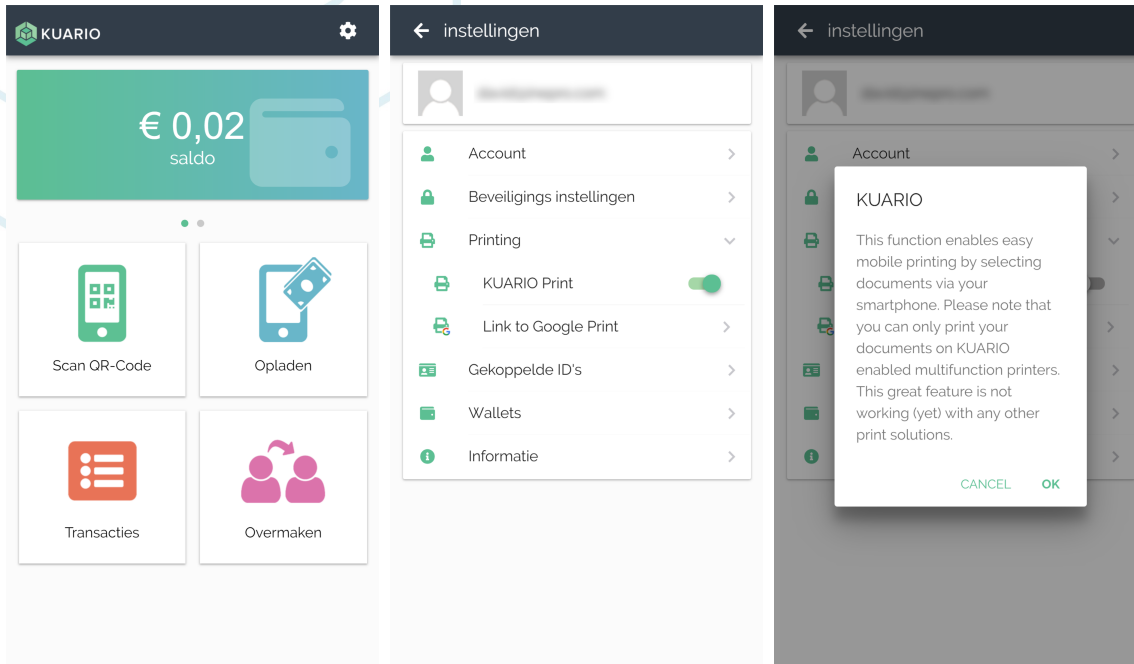 KUARIO
€ 0,02
saldo
Scan QR-Code
Opladen
Transacties
Overmaken
instellingen
Account
Beveiligings instellingen
Printing
KUARIO Print
Link to Google Print
Gekoppelde ID's
Wallets
Informatie
instellingen
Account
KUARIO
This function enables easy
mobile printing by selecting
documents via your
smartphone. Please note that
you can only print your
documents on KUARIO
enabled multifunction printers.
This great feature is not
working (yet) with any other
print solutions.
CANCEL
OK